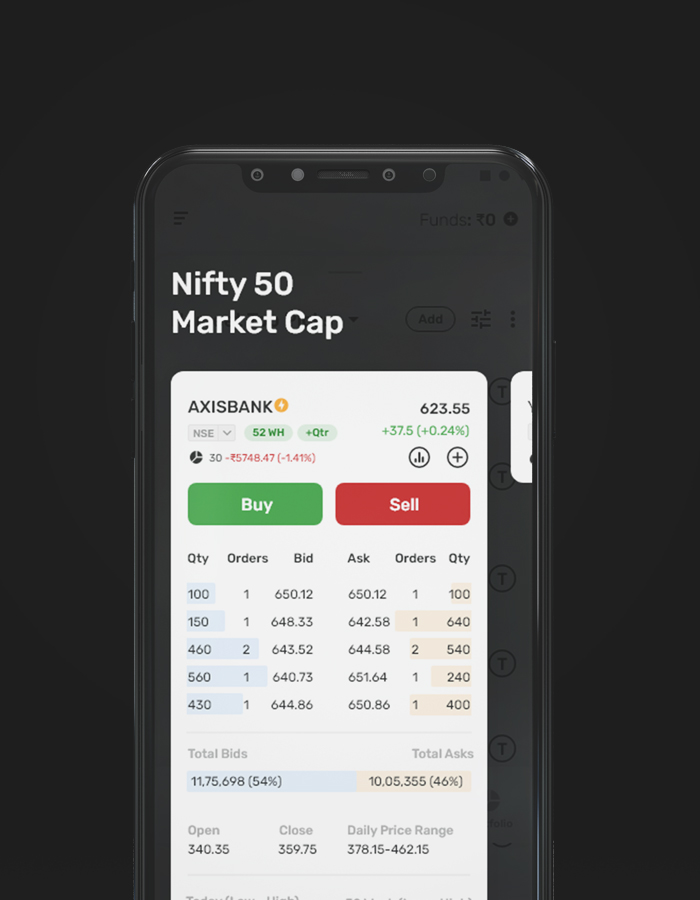 Funds: ₹0
Nifty 50
Market Cap
Add
AXISBANK
623.55
NSE
52 WH
+Qtr
+37.5 (+0.24%)
30 -₹5748.47 (-1.41%)
Buy
Sell
Qty Orders Bid Ask Orders Qty
100 1 650.12 650.12 1 100
150 1 648.33 642.58 1 640
460 2 643.52 644.58 2 540
560 1 640.73 651.64 1 240
430 1 644.86 650.86 1 400
Total Bids Total Asks
11,75,698 (54%) 10,05,355 (46%)
Open Close Daily Price Range
340.35 359.75 378.15-462.15
T
T
T
T
T